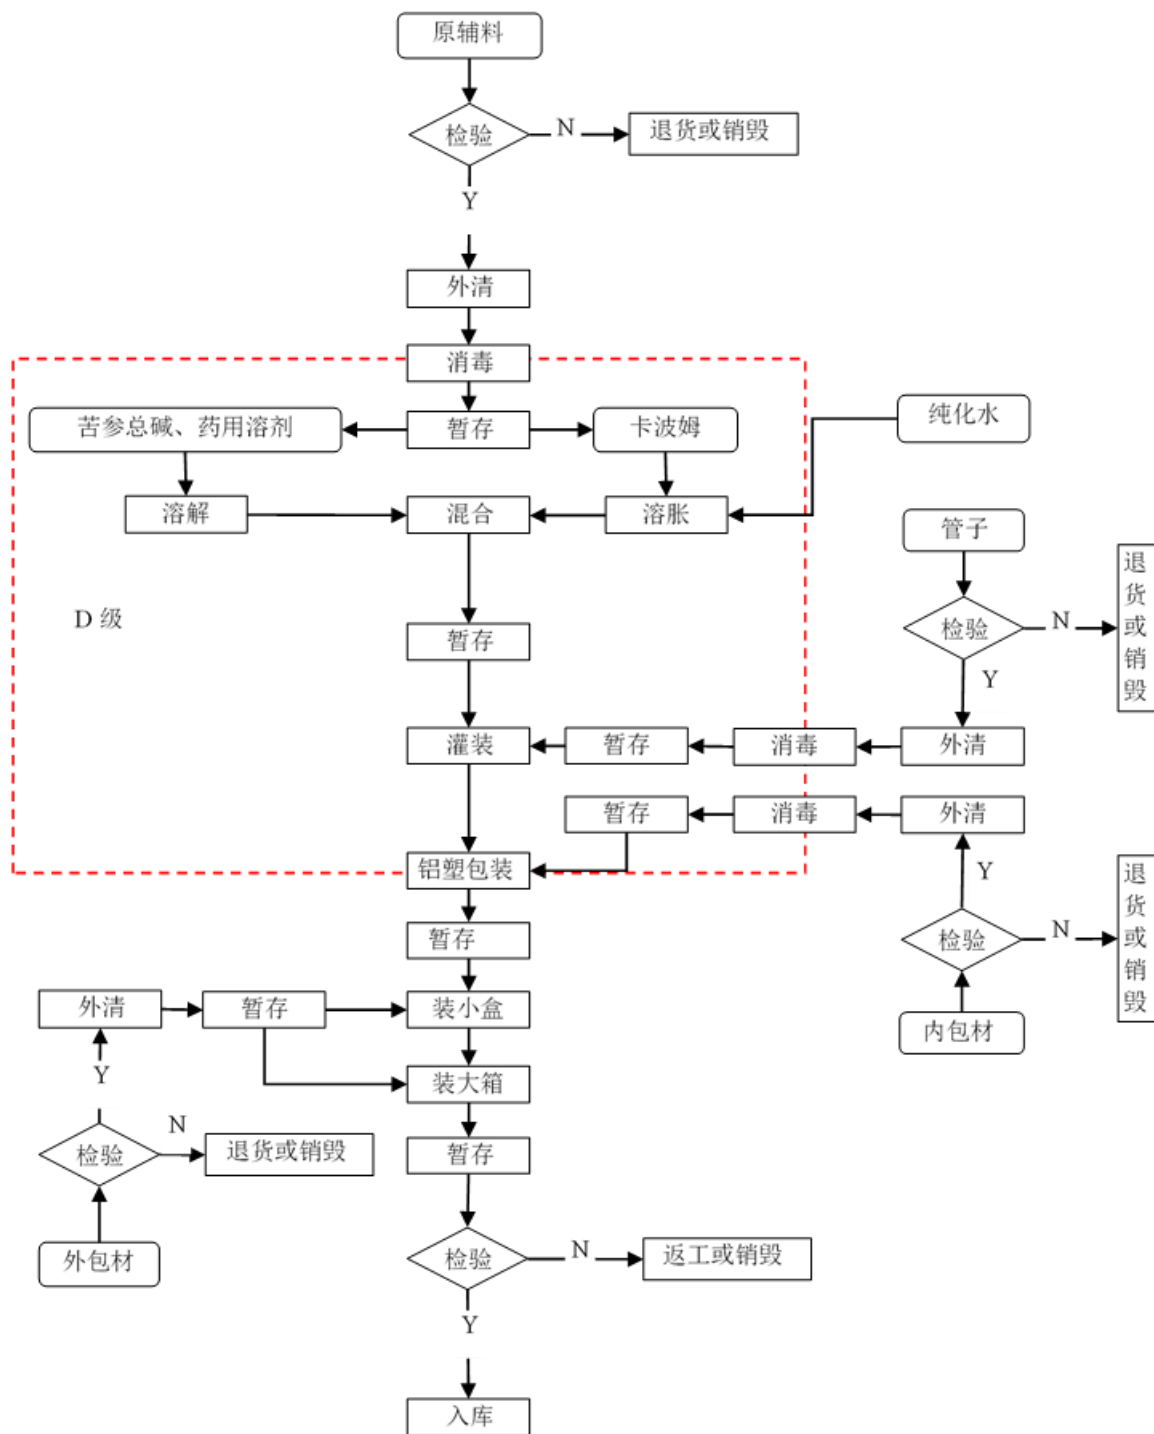 原辅料
检验
N
退货或销毁
Y
外清
消毒
苦参总碱、药用溶剂
暂存
卡波姆
纯化水
溶解
混合
溶胀
管子
D 级
暂存
检验
N
退货或销毁
Y
灌装
暂存
消毒
外清
暂存
消毒
外清
铝塑包装
Y
检验
N
退货或销毁
暂存
内包材
外清
暂存
装小盒
Y
装大箱
检验
N
退货或销毁
暂存
外包材
检验
N
返工或销毁
Y
入库